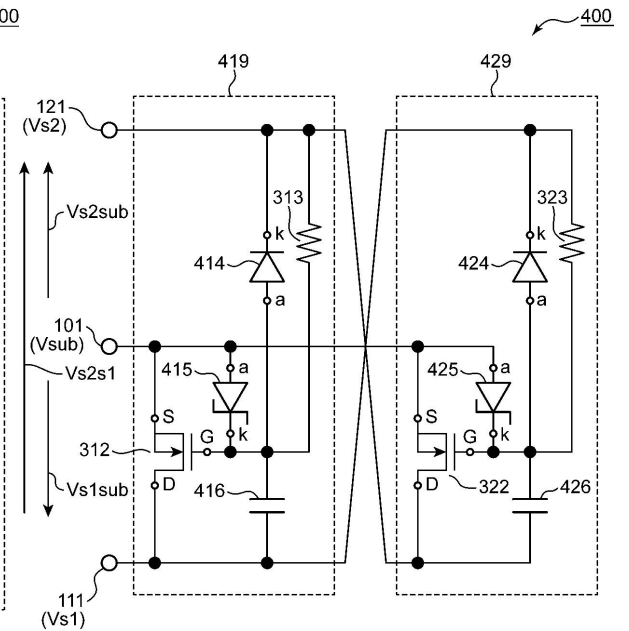 00
400
419
429
121
(Vs2)
Vs2sub
313
323
k
k
414
424
a
a
101
(Vsub)
Vs2s1
415
a
425
a
S
S
k
k
312
G
G
D
D
322
Vs1sub
416
426
111
(Vs1)